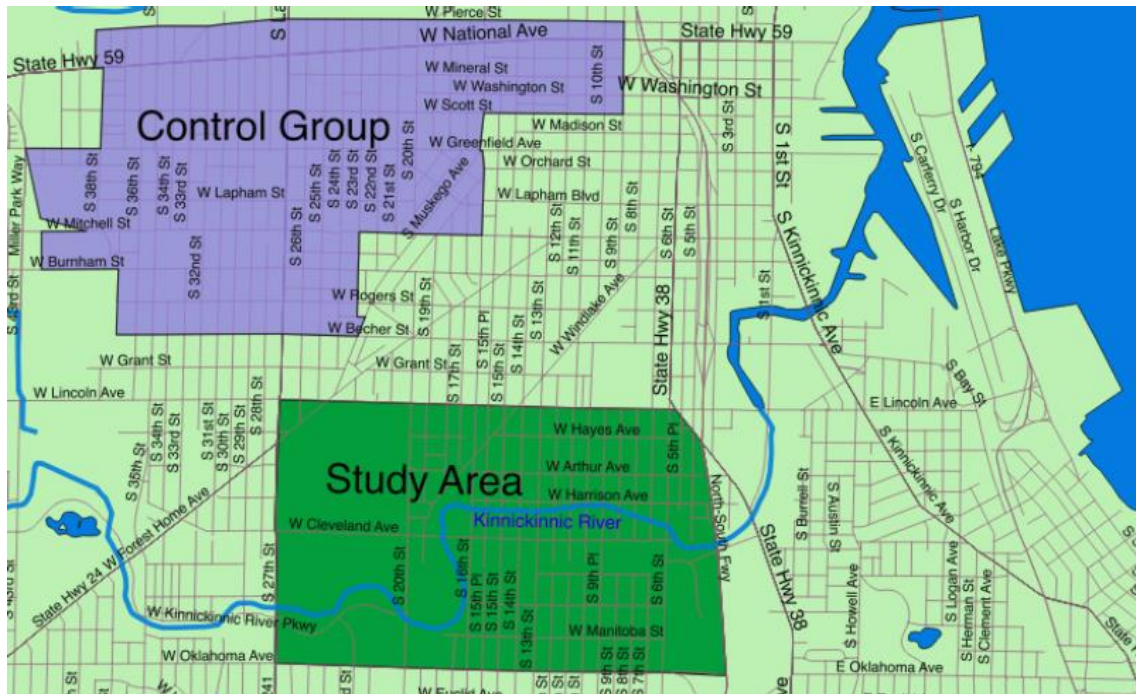 W Pierce St
W National Ave
State Hwy 59
State Hwy 59
W Mineral St
W Washington St
W Washington St
S 10th St
W Scott St
Control Group
W Madison St
W Greenfield Ave
S 20th St
S 3rd St
S 1st St
I- 794
S Carferry Dr
S Harbor Dr
Lake Pkwy
Miller Park Way
S 38th St
S 36th St
S 34th St
S 33rd St
W Lapham St
S 26th St
S 25th St
S 24th St
S 23rd St
S 22nd St
S 21st St
S Muskego Ave
W Orchard St
W Lapham Blvd
W Mitchell St
W Burnham St
S 32nd St
S 12th St
S 11th St
S 9th St
S 8th St
S 6th St
S 5th St
S Kinnickinnic Ave
S 1st St
S 43rd St
W Rogers St
W Becher St
S 19th St
S 13th St
W Windlake Ave
State Hwy 38
W Grant St
W Grant St
S 17th St
S 15th Pl
S 15th St
S 14th St
W Lincoln Ave
E Lincoln Ave
S Bay St
S 35th St
S 34th St
S 33rd St
S 31st St
S 30th St
S 29th St
S 28th St
W Hayes Ave
S 5th Pl
Study Area
W Arthur Ave
W Harrison Ave
Kinnickinnic River
W Cleveland Ave
North-South Fwy
S Kinnickinnic Ave
S Burrell St
S Austin St
State Hwy 24 W Forest Home Ave
S 27th St
S 20th St
S 16th St
S 15th Pl
S 15th St
S 14th St
S 13th St
S 9th Pl
S 6th St
State Hwy 38
S Howell Ave
S Logan Ave
S Herman St
S Clement Ave
W Kinnickinnic River Pkwy
W Manitoba St
W Oklahoma Ave
E Oklahoma Ave
S 9th St
S 8th St
S 7th St
W Euclid Ave